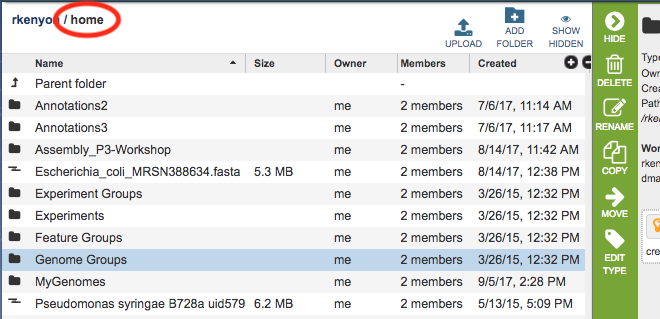 rkenyon / home
UPLOAD
ADD FOLDER
SHOW HIDDEN
Name Size Owner Members Created
Parent folder -
Annotations2 me 2 members 7/6/17, 11:14 AM
Annotations3 me 2 members 7/6/17, 11:17 AM
Assembly_P3-Workshop me 2 members 8/14/17, 11:42 AM
Escherichia_coli_MRSN388634.fasta 5.3 MB me 2 members 8/14/17, 12:38 PM
Experiment Groups me 2 members 3/26/15, 12:32 PM
Experiments me 2 members 3/26/15, 12:32 PM
Feature Groups me 2 members 3/26/15, 12:32 PM
Genome Groups me 2 members 3/26/15, 12:32 PM
MyGenomes me 2 members 9/5/17, 2:28 PM
Pseudomonas syringae B728a uid579 6.2 MB me 2 members 5/13/15, 5:09 PM
HIDE
DELETE
RENAME
COPY
MOVE
EDIT
TYPE
Type
Own
Crea
Path
/rke
Wor
rken
dma
cre